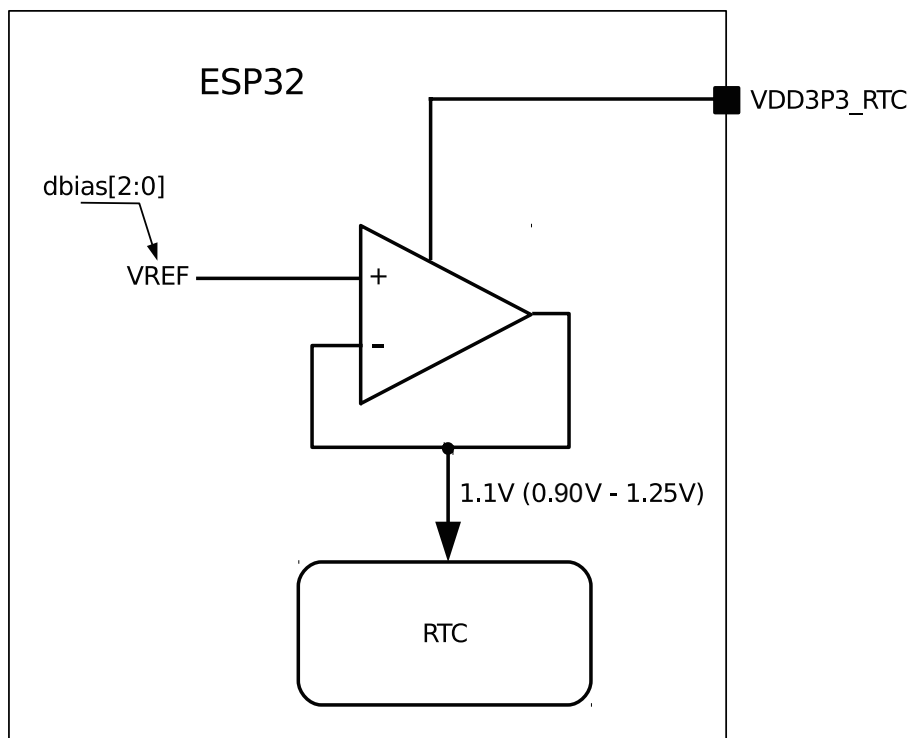 ESP32
VDD3P3_RTC
dbias[2:0]
VREF
+
-
1.1V (0.90V - 1.25V)
RTC